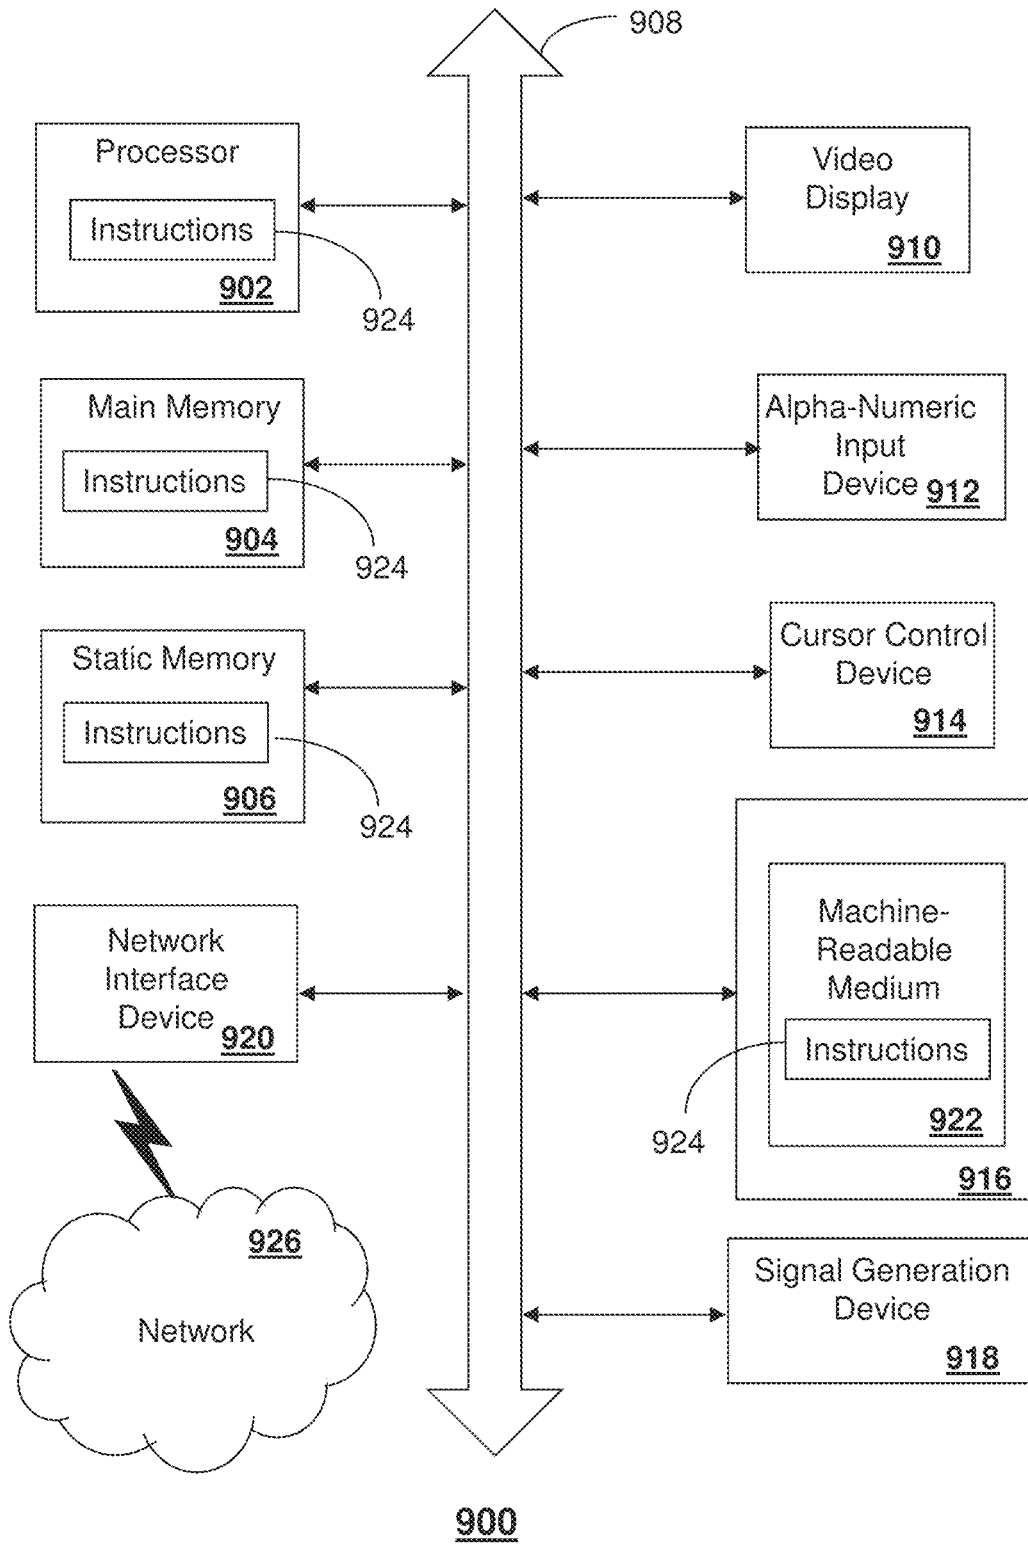 908
Processor
Instructions
902
924
Main Memory
Instructions
904
924
Static Memory
Instructions
906
924
Network
Interface
Device
920
926
Network
Video
Display
910
Alpha-Numeric
Input
Device
912
Cursor Control
Device
914
Machine-
Readable
Medium
Instructions
922
924
916
Signal Generation
Device
918
900